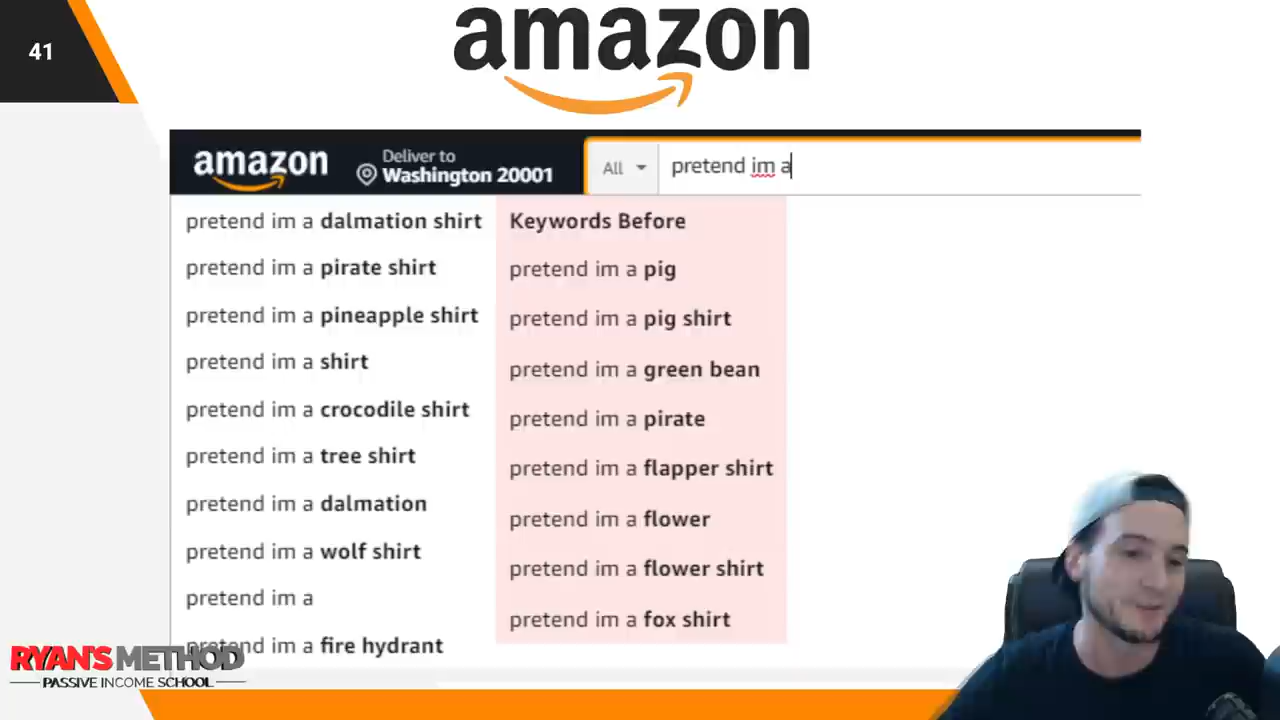 41
amazon
amazon
Deliver to
Washington 20001
All
pretend im a
pretend im a dalmation shirt
pretend im a pirate shirt
pretend im a pineapple shirt
pretend im a shirt
pretend im a crocodile shirt
pretend im a tree shirt
pretend im a dalmation
pretend im a wolf shirt
pretend im a
pretend im a fire hydrant
Keywords Before
pretend im a pig
pretend im a pig shirt
pretend im a green bean
pretend im a pirate
pretend im a flapper shirt
pretend im a flower
pretend im a flower shirt
pretend im a fox shirt
RYAN'S METHOD
PASSIVE INCOME SCHOOL